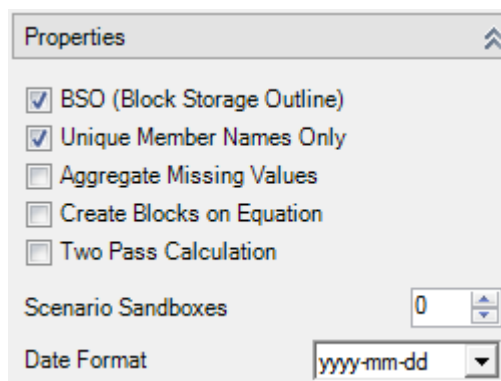 Properties
BSO (Block Storage Outline)
Unique Member Names Only
Aggregate Missing Values
Create Blocks on Equation
Two Pass Calculation
Scenario Sandboxes 0
Date Format yyyy-mm-dd